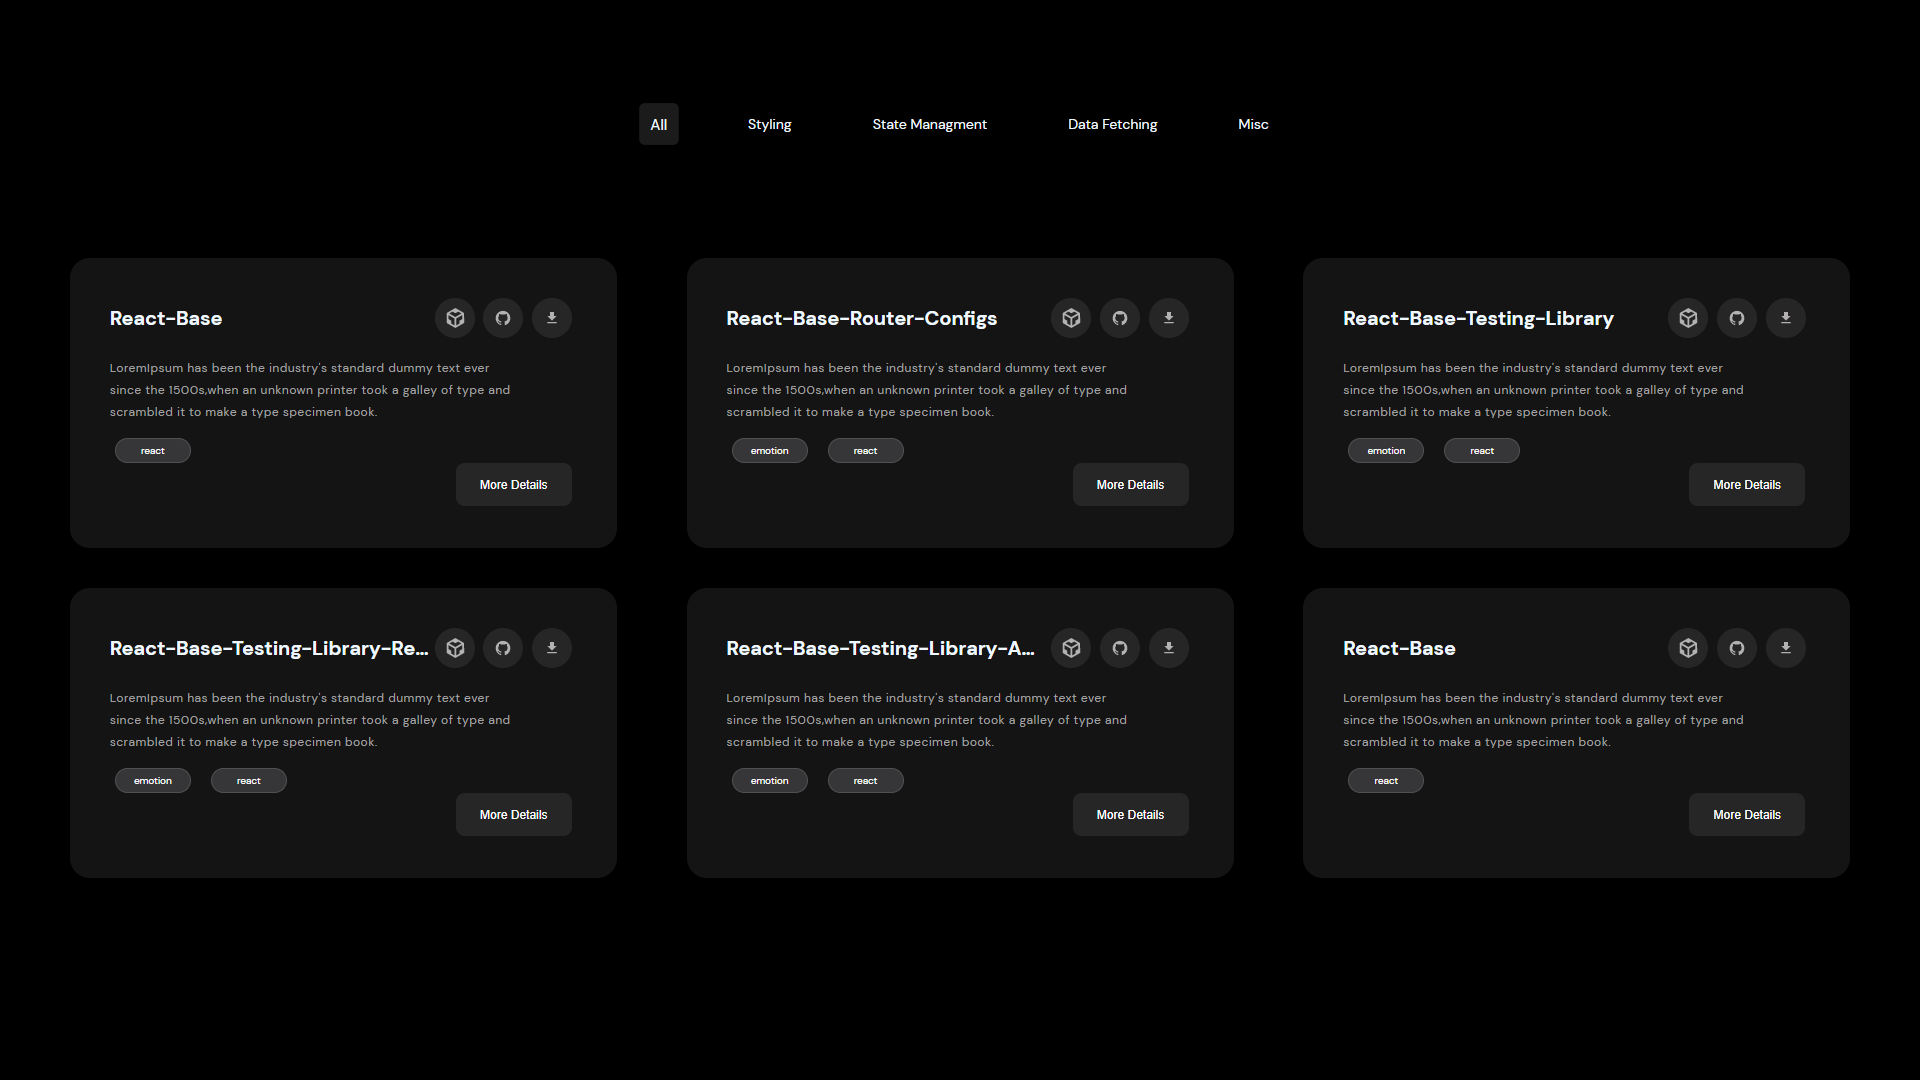 All
Styling
State Managment
Data Fetching
Misc
React-Base
LoremIpsum has been the industry's standard dummy text ever
since the 1500s,when an unknown printer took a galley of type and
scrambled it to make a type specimen book.
react
More Details
React-Base-Router-Configs
LoremIpsum has been the industry's standard dummy text ever
since the 1500s,when an unknown printer took a galley of type and
scrambled it to make a type specimen book.
emotion
react
More Details
React-Base-Testing-Library
LoremIpsum has been the industry's standard dummy text ever
since the 1500s,when an unknown printer took a galley of type and
scrambled it to make a type specimen book.
emotion
react
More Details
React-Base-Testing-Library-Re...
LoremIpsum has been the industry's standard dummy text ever
since the 1500s,when an unknown printer took a galley of type and
scrambled it to make a type specimen book.
emotion
react
More Details
React-Base-Testing-Library-A...
LoremIpsum has been the industry's standard dummy text ever
since the 1500s,when an unknown printer took a galley of type and
scrambled it to make a type specimen book.
emotion
react
More Details
React-Base
LoremIpsum has been the industry's standard dummy text ever
since the 1500s,when an unknown printer took a galley of type and
scrambled it to make a type specimen book.
react
More Details